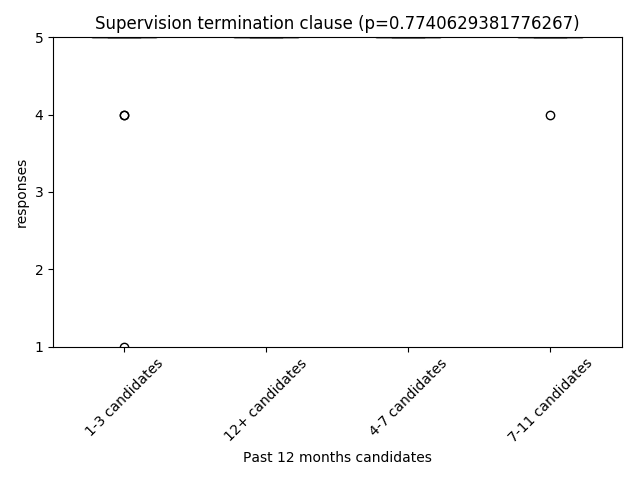 Supervision termination clause (p=0.7740629381776267)
5
4
3
2
1
responses
1-3 candidates
12+ candidates
4-7 candidates
7-11 candidates
Past 12 months candidates